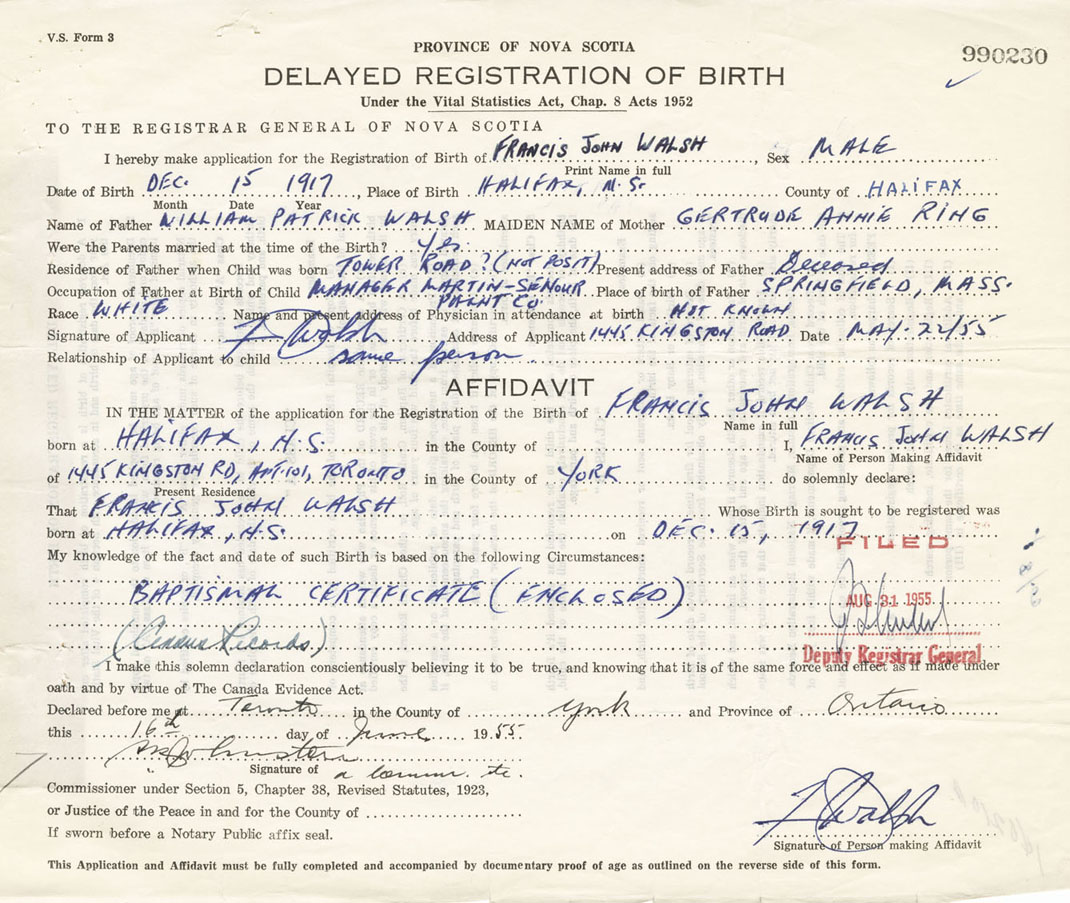 V.S. Form 3
PROVINCE OF NOVA SCOTIA
990230
DELAYED REGISTRATION OF BIRTH
Under the Vital Statistics Act, Chap. 8 Acts 1952
TO THE REGISTRAR GENERAL OF NOVA SCOTIA
I hereby make application for the Registration of Birth of FRANCIS JOHN WALSH, Sex MALE
Print Name in full
Date of Birth DEC. 15 1917, Place of Birth HALIFAX, N.S. County of HALIFAX
Month Date Year
Name of Father WILLIAM PATRICK WALSH MAIDEN NAME of Mother GERTRUDE ANNIE RING
Were the Parents married at the time of the Birth? Yes
Residence of Father when Child was born TOWER ROAD? (NOT POSIT) Present address of Father Deceased
Occupation of Father at Birth of Child MANAGER MARTIN-SENOUR PAINT CO. Place of birth of Father SPRINGFIELD, MASS.
Race WHITE Name and present address of Physician in attendance at birth NOT KNOWN
Signature of Applicant F J Walsh Address of Applicant 1445 KINGSTON ROAD Date MAY-22/55
Relationship of Applicant to child same person
AFFIDAVIT
IN THE MATTER of the application for the Registration of the Birth of FRANCIS JOHN WALSH
Name in full
born at HALIFAX, N.S. in the County of I, FRANCIS JOHN WALSH
Name of Person Making Affidavit
of 1445 KINGSTON RD, APT-101, TORONTO in the County of YORK do solemnly declare:
Present Residence
That FRANCIS JOHN WALSH Whose Birth is sought to be registered was
born at HALIFAX, N.S. on DEC. 15, 1917
FILED
My knowledge of the fact and date of such Birth is based on the following Circumstances:
BAPTISMAL CERTIFICATE (ENCLOSED)
AUG 31 1955
(Census Records.)
Deputy Registrar General
I make this solemn declaration conscientiously believing it to be true, and knowing that it is of the same force and effect as if made under
oath and by virtue of The Canada Evidence Act.
Declared before me at Toronto in the County of York and Province of Ontario
this 16th day of June 1955
Signature of a Commr. etc.
Commissioner under Section 5, Chapter 38, Revised Statutes, 1923,
or Justice of the Peace in and for the County of
If sworn before a Notary Public affix seal.
F J Walsh
Signature of Person making Affidavit
This Application and Affidavit must be fully completed and accompanied by documentary proof of age as outlined on the reverse side of this form.